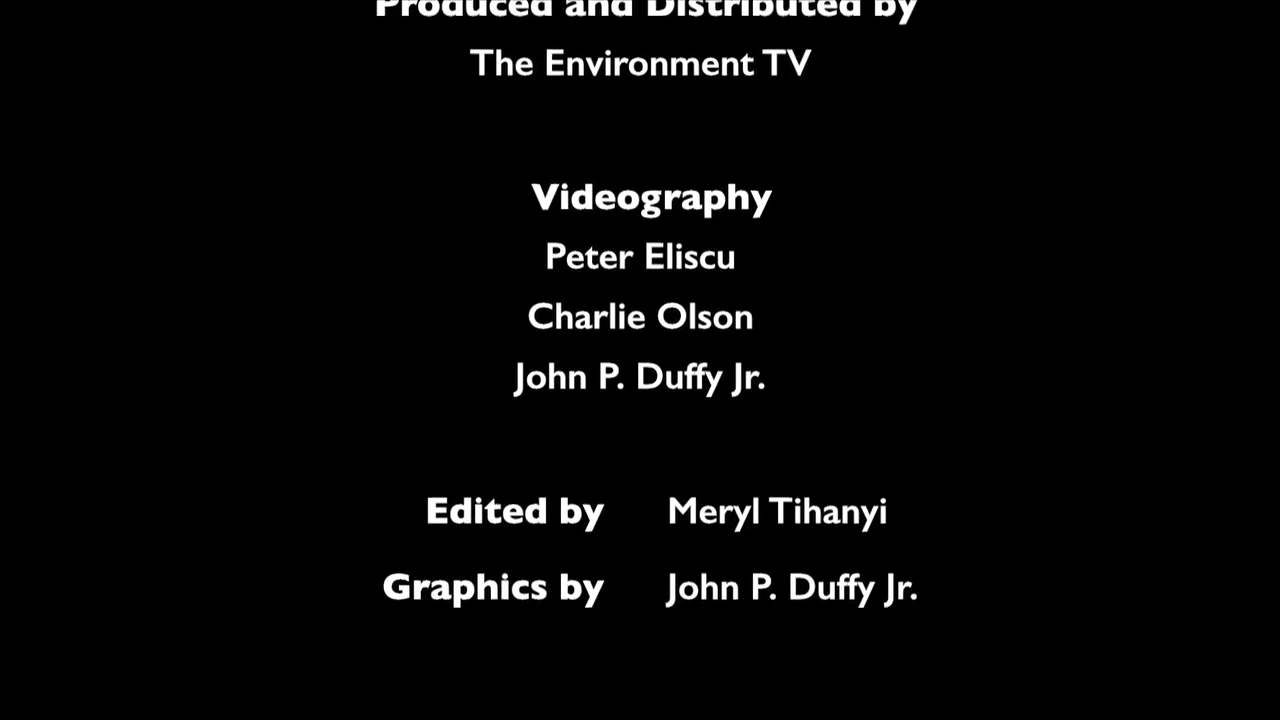 Produced and Distributed by
The Environment TV
Videography
Peter Eliscu
Charlie Olson
John P. Duffy Jr.
Edited by Meryl Tihanyi
Graphics by John P. Duffy Jr.